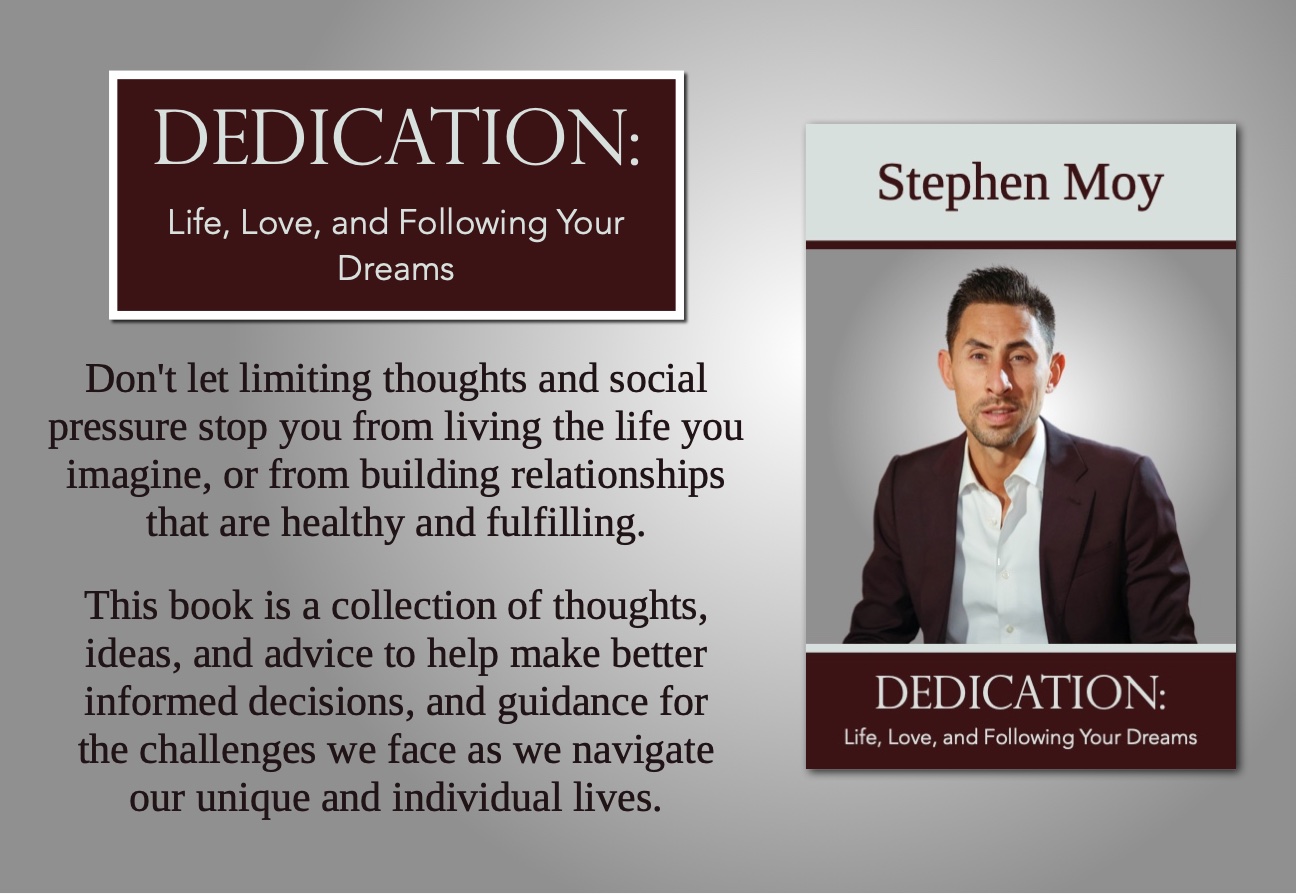 DEDICATION:
Life, Love, and Following Your
Dreams
Don't let limiting thoughts and social
pressure stop you from living the life you
imagine, or from building relationships
that are healthy and fulfilling.
This book is a collection of thoughts,
ideas, and advice to help make better
informed decisions, and guidance for
the challenges we face as we navigate
our unique and individual lives.
Stephen Moy
DEDICATION:
Life, Love, and Following Your Dreams